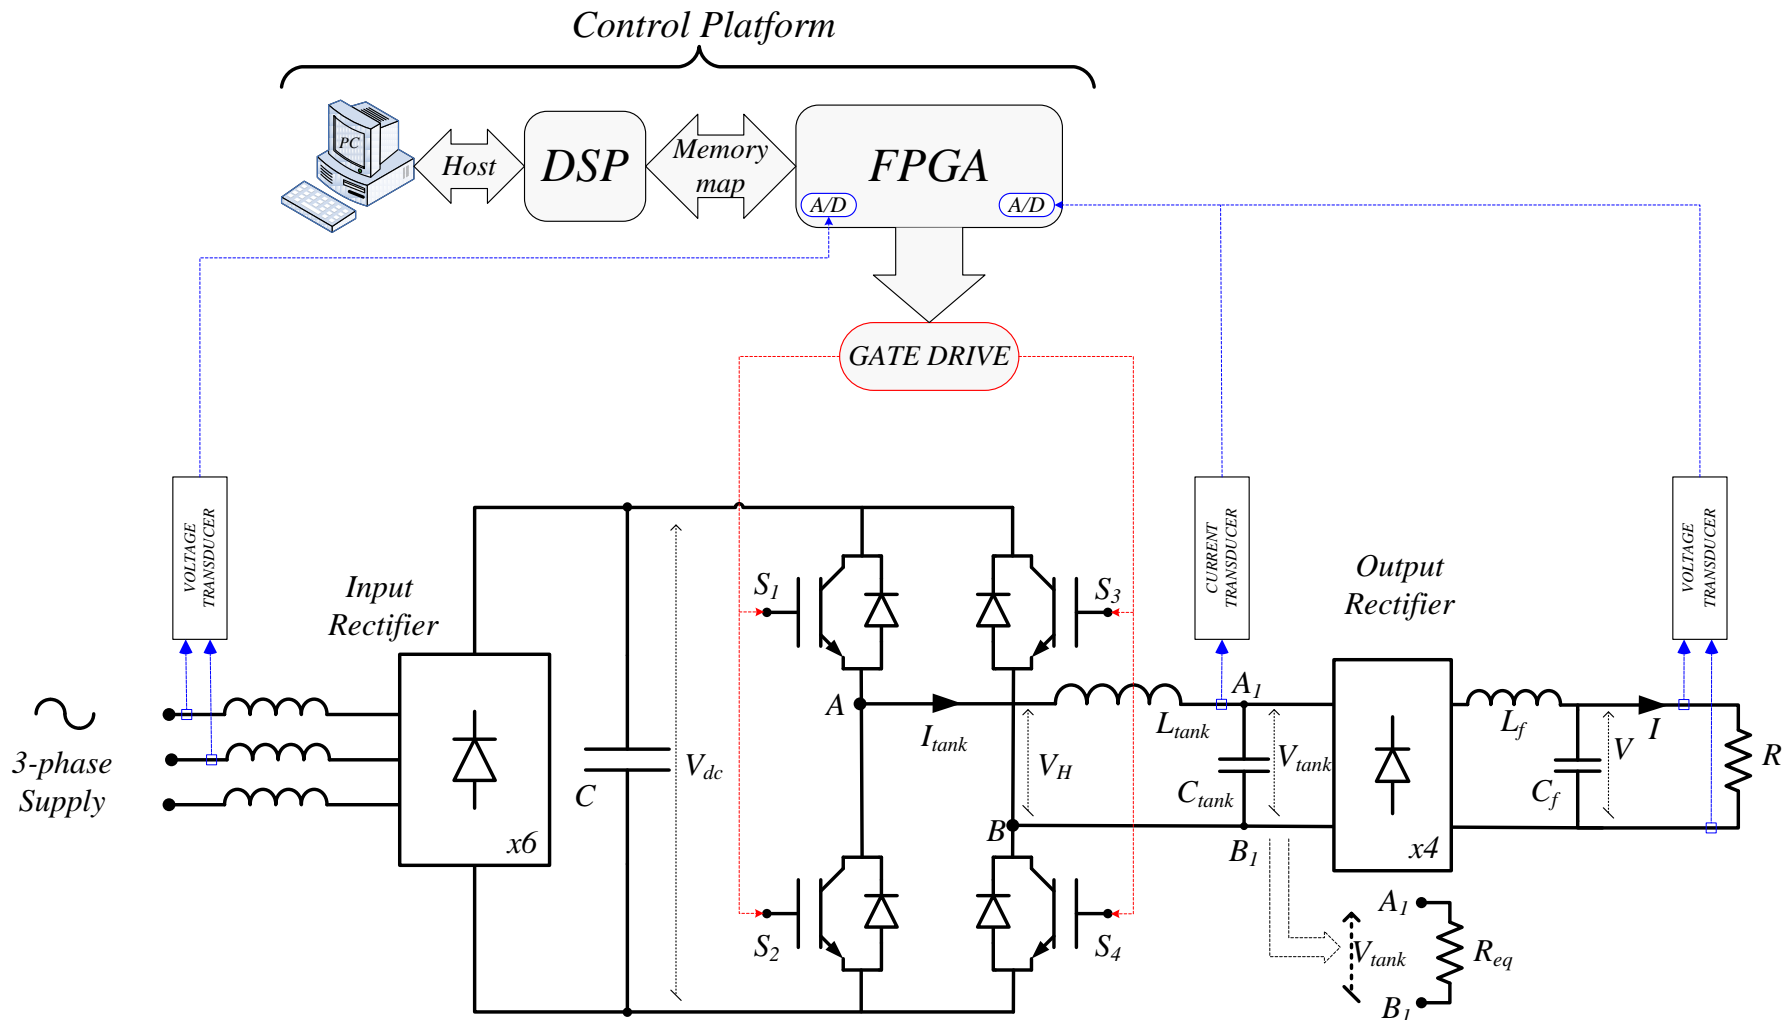 Control Platform
PC
Host
DSP
Memory
map
FPGA
A/D
A/D
GATE DRIVE
VOLTAGE
TRANSDUCER
CURRENT
TRANSDUCER
VOLTAGE
TRANSDUCER
Input
Rectifier
Output
Rectifier
S1
S3
A
Itank
Ltank
A1
Lf
I
3-phase
Supply
C
Vdc
VH
Ctank
Vtank
Cf
V
R
x6
B
B1
x4
S2
S4
A1
Vtank
Req
B1